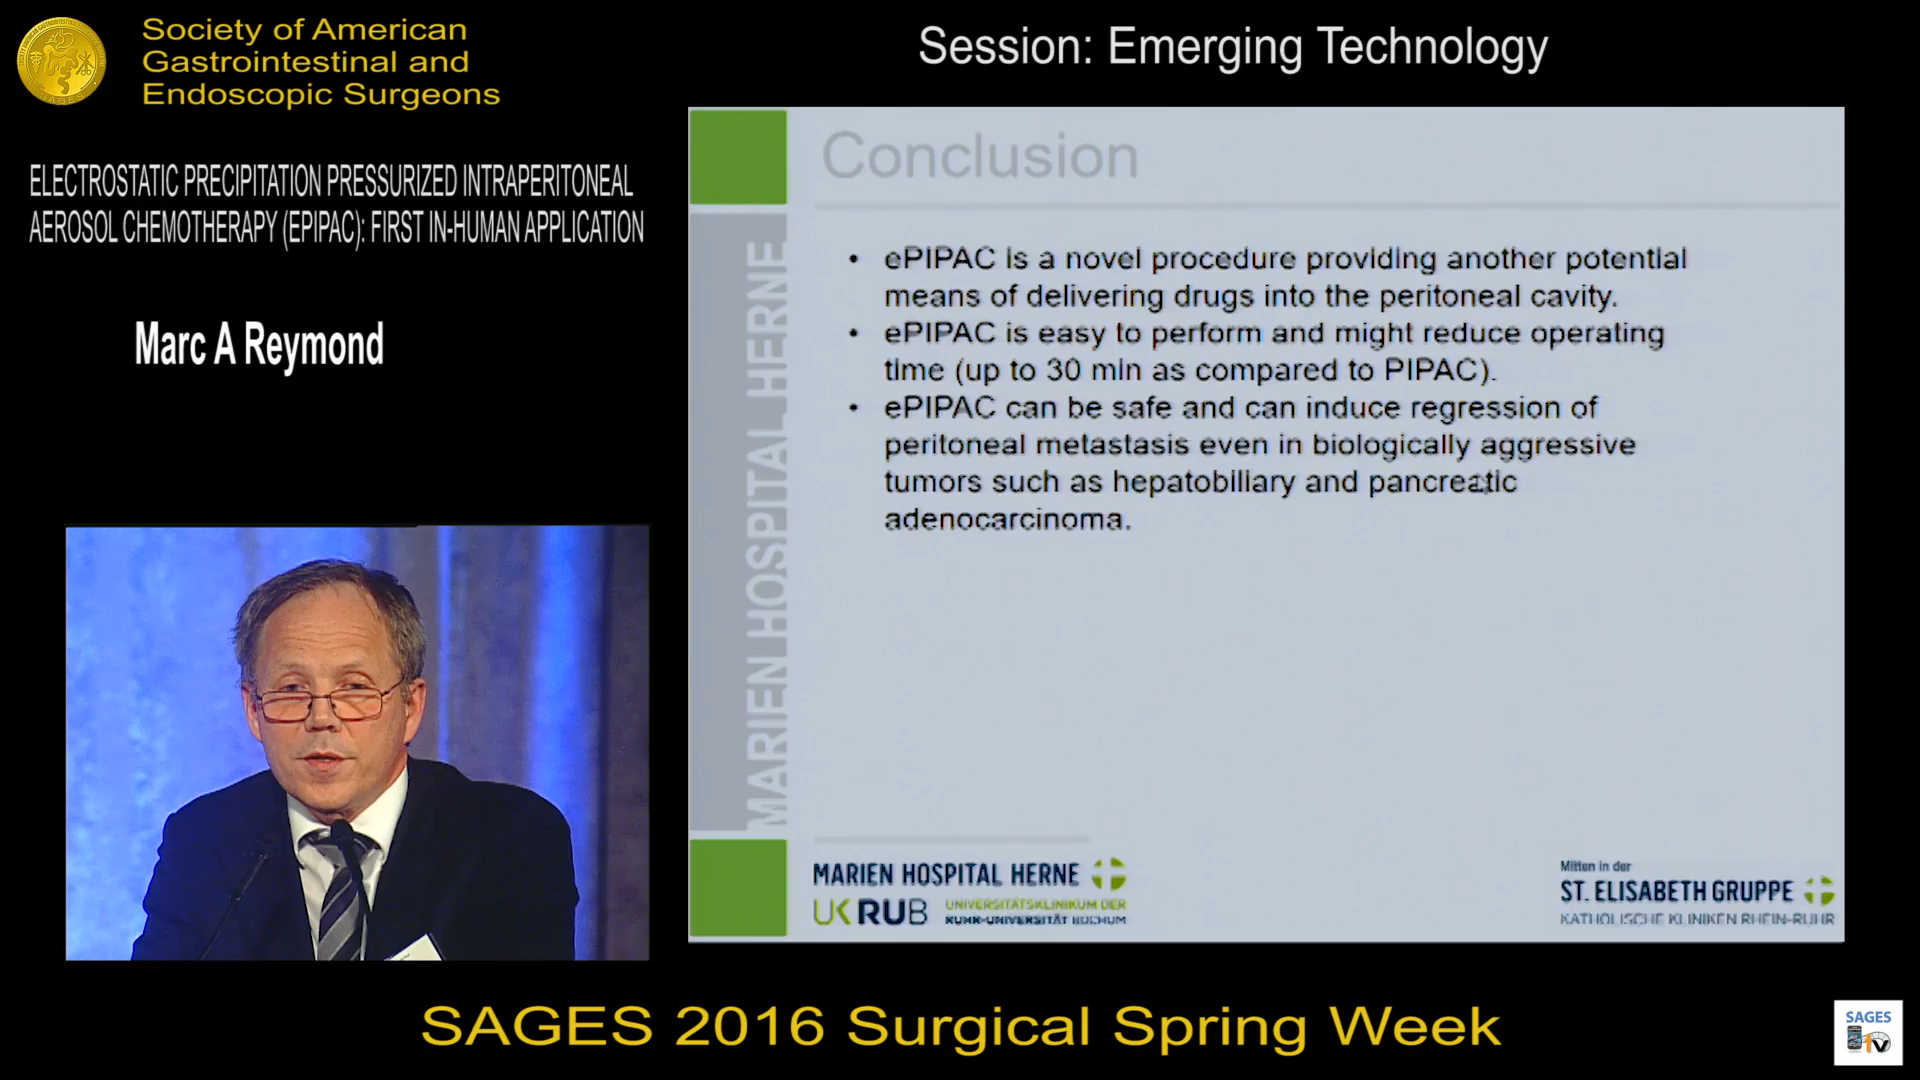 Society of American
Gastrointestinal and
Endoscopic Surgeons
Session: Emerging Technology
ELECTROSTATIC PRECIPITATION PRESSURIZED INTRAPERITONEAL
AEROSOL CHEMOTHERAPY (EPIPAC): FIRST IN-HUMAN APPLICATION
Marc A Reymond
Conclusion
MARIEN HOSPITAL HERNE
• ePIPAC is a novel procedure providing another potential
means of delivering drugs into the peritoneal cavity.
• ePIPAC is easy to perform and might reduce operating
time (up to 30 min as compared to PIPAC).
• ePIPAC can be safe and can induce regression of
peritoneal metastasis even in biologically aggressive
tumors such as hepatobiliary and pancreatic
adenocarcinoma.
MARIEN HOSPITAL HERNE
UK RUB UNIVERSITÄTSKLINIKUM DER
RUHR-UNIVERSITÄT BOCHUM
Mitten in der
ST. ELISABETH GRUPPE
KATHOLISCHE KLINIKEN RHEIN-RUHR
SAGES 2016 Surgical Spring Week
SAGES
TV
SAGES